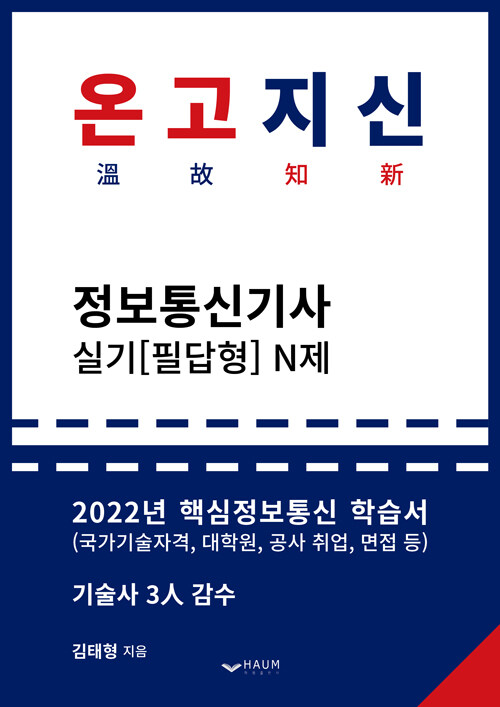 온고지신
溫故知新
정보통신기사
실기[필답형] N제
2022년 핵심정보통신 학습서
(국가기술자격, 대학원, 공사 취업, 면접 등)
기술사 3人 감수
김태형 지음
HAUM